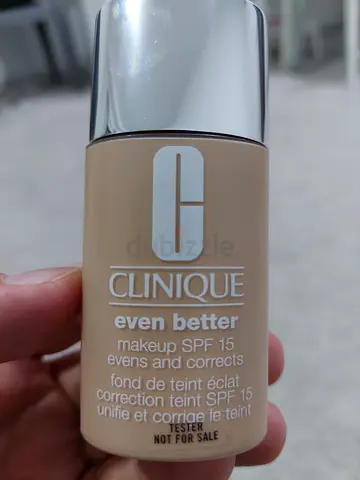 C
dubizzle
CLINIQUE
even better
makeup SPF 15
evens and corrects
fond de teint éclat
correction teint SPF 15
unifie et corrige le teint
TESTER
NOT FOR SALE